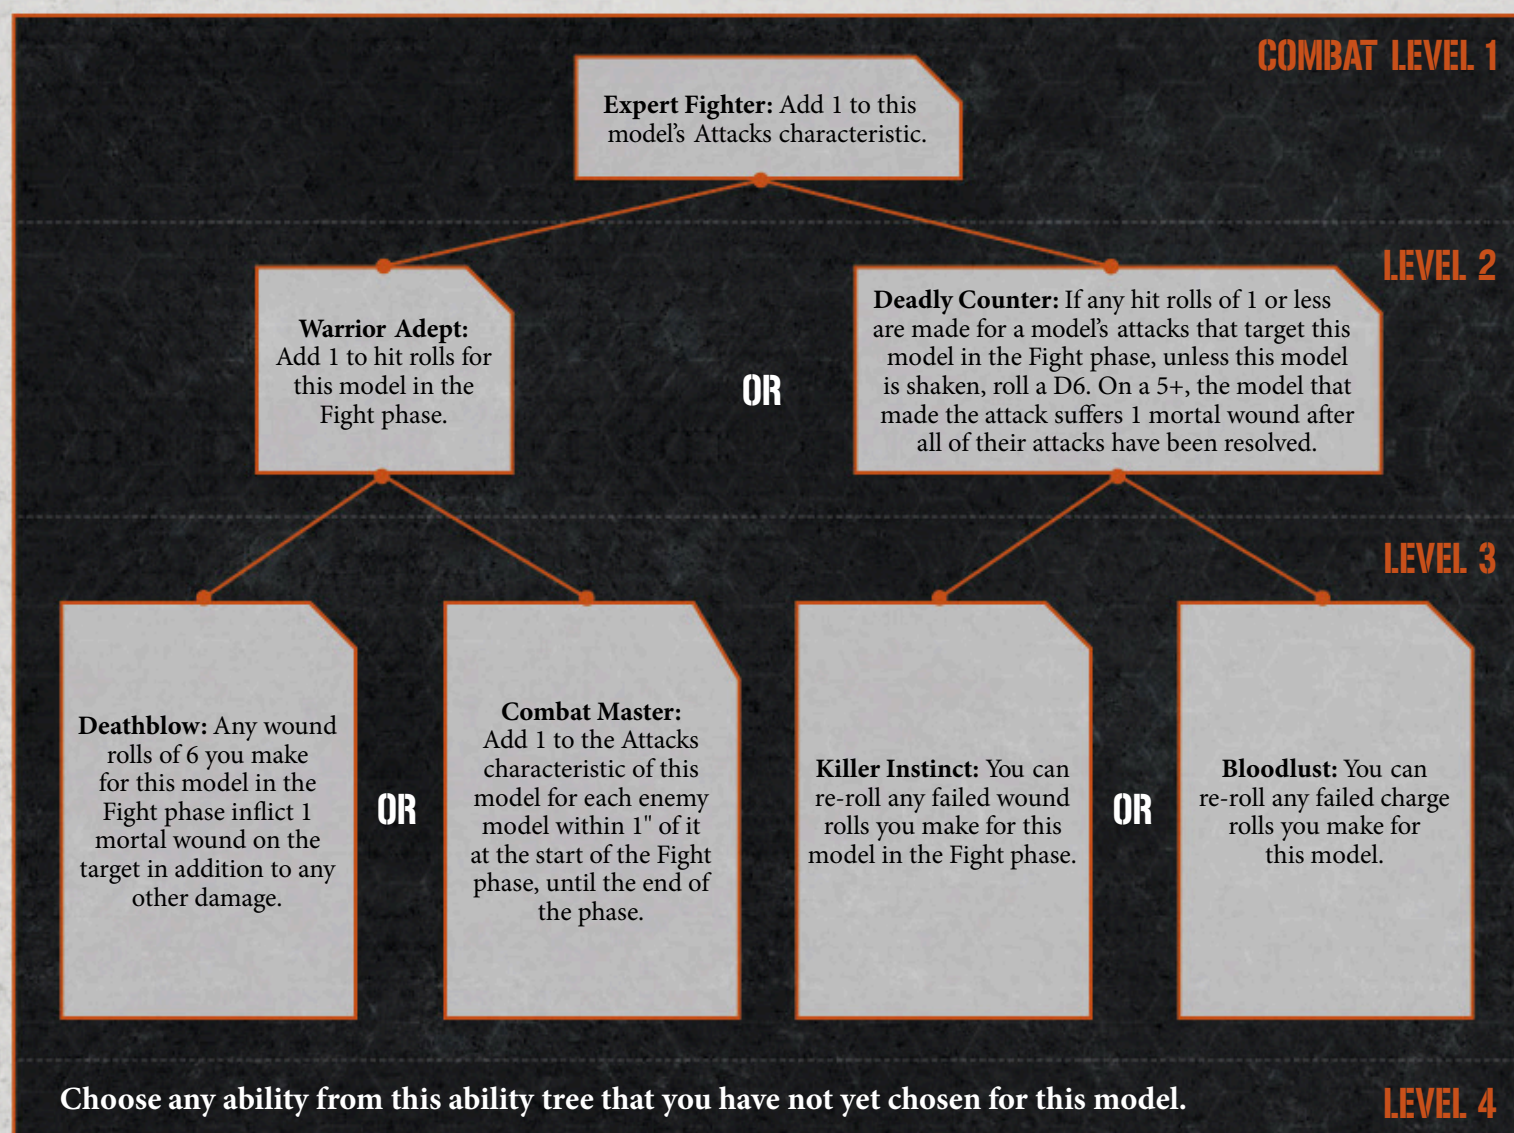 COMBAT LEVEL 1
Expert Fighter: Add 1 to this
model's Attacks characteristic.
LEVEL 2
Warrior Adept:
Add 1 to hit rolls for
this model in the
Fight phase.
OR
Deadly Counter: If any hit rolls of 1 or less
are made for a model's attacks that target this
model in the Fight phase, unless this model
is shaken, roll a D6. On a 5+, the model that
made the attack suffers 1 mortal wound after
all of their attacks have been resolved.
LEVEL 3
Deathblow: Any wound
rolls of 6 you make
for this model in the
Fight phase inflict 1
mortal wound on the
target in addition to any
other damage.
OR
Combat Master:
Add 1 to the Attacks
characteristic of this
model for each enemy
model within 1" of it
at the start of the Fight
phase, until the end of
the phase.
Killer Instinct: You can
re-roll any failed wound
rolls you make for this
model in the Fight phase.
OR
Bloodlust: You can
re-roll any failed charge
rolls you make for
this model.
Choose any ability from this ability tree that you have not yet chosen for this model.
LEVEL 4